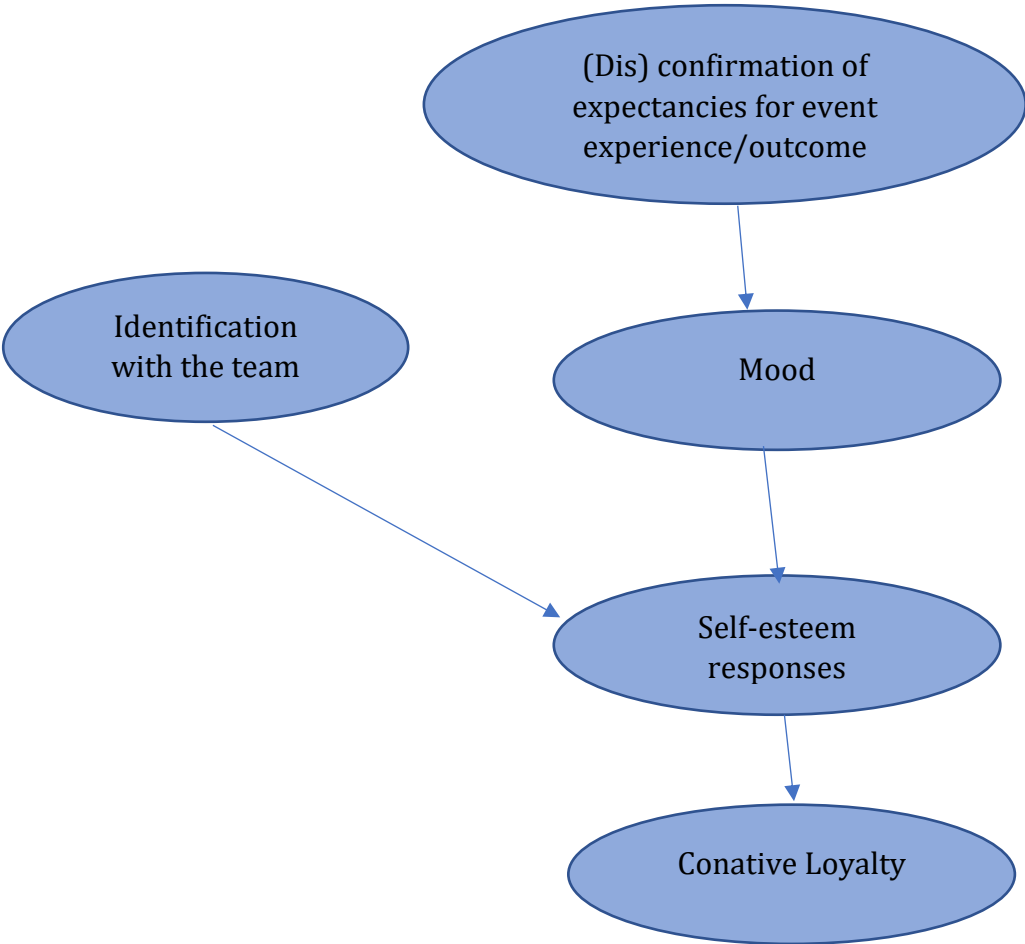 (Dis) confirmation of
expectancies for event
experience/outcome
Identification
with the team
Mood
Self-esteem
responses
Conative Loyalty